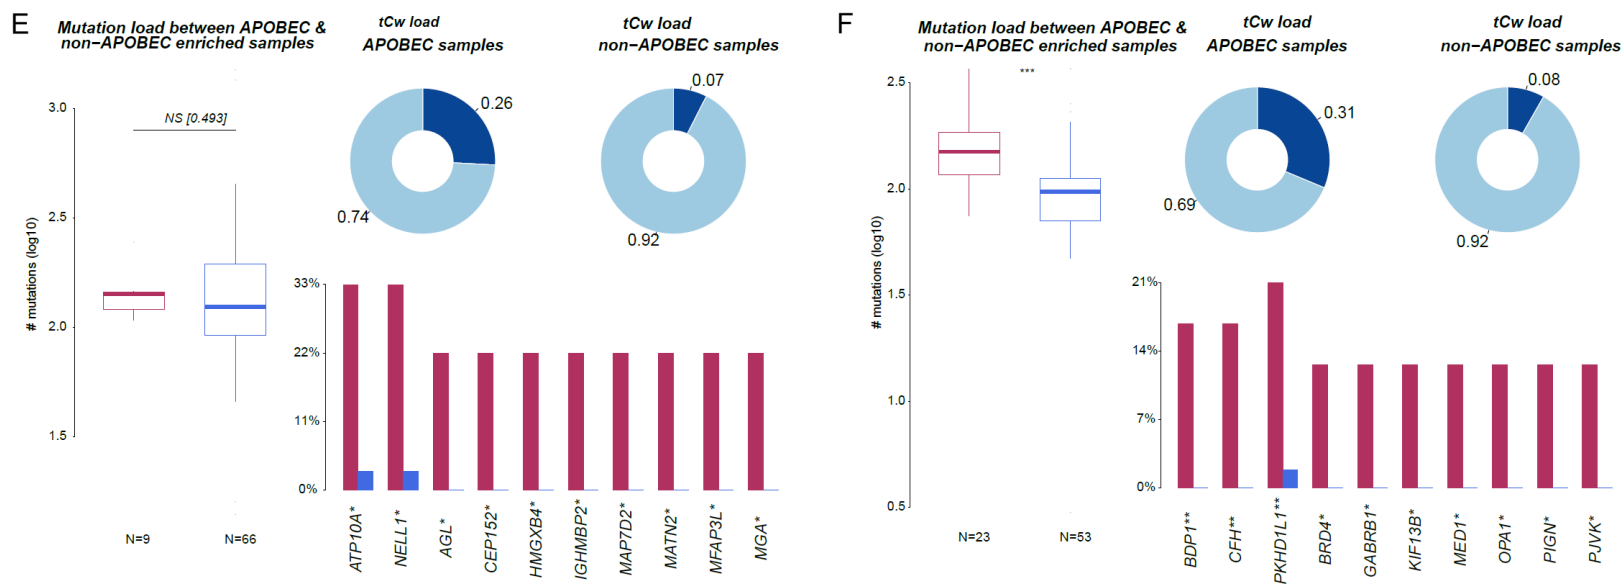 E
Mutation load between APOBEC &
non−APOBEC enriched samples
tCw load
APOBEC samples
tCw load
non−APOBEC samples
# mutations (log10)
3.0
2.5
2.0
1.5
NS [0.493]
N=9
N=66
0.26
0.74
0.07
0.92
33%
22%
11%
0%
ATP10A*
NELL1*
AGL*
CEP152*
HMGXB4*
IGHMBP2*
MAP7D2*
MATN2*
MFAP3L*
MGA*
F
Mutation load between APOBEC &
non−APOBEC enriched samples
tCw load
APOBEC samples
tCw load
non−APOBEC samples
# mutations (log10)
2.5
2.0
1.5
1.0
0.5
***
N=23
N=53
0.31
0.69
0.08
0.92
21%
14%
7%
0%
BDP1**
CFH**
PKHD1L1**
BRD4*
GABRB1*
KIF13B*
MED1*
OPA1*
PIGN*
PJVK*